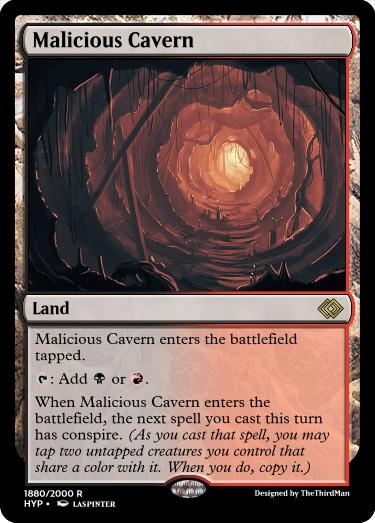 Malicious Cavern
Land
Malicious Cavern enters the battlefield
tapped.
: Add or .
When Malicious Cavern enters the
battlefield, the next spell you cast this turn
has conspire. (As you cast that spell, you may
tap two untapped creatures you control that
share a color with it. When you do, copy it.)
1880/2000 R
HYP • LASPINTER
Designed by TheThirdMan